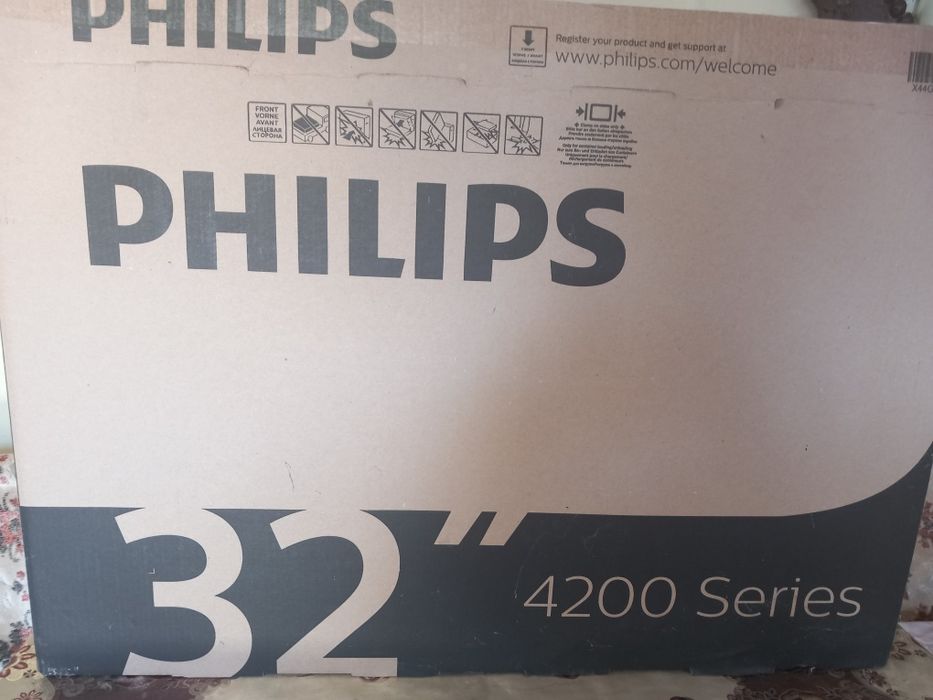 PHILIPS
Register your product and get support at
www.philips.com/welcome
X44G
FRONT
VORNE
AVANT
ЛИЦЕВАЯ
СТОРОНА
PHILIPS
32"
4200 Series